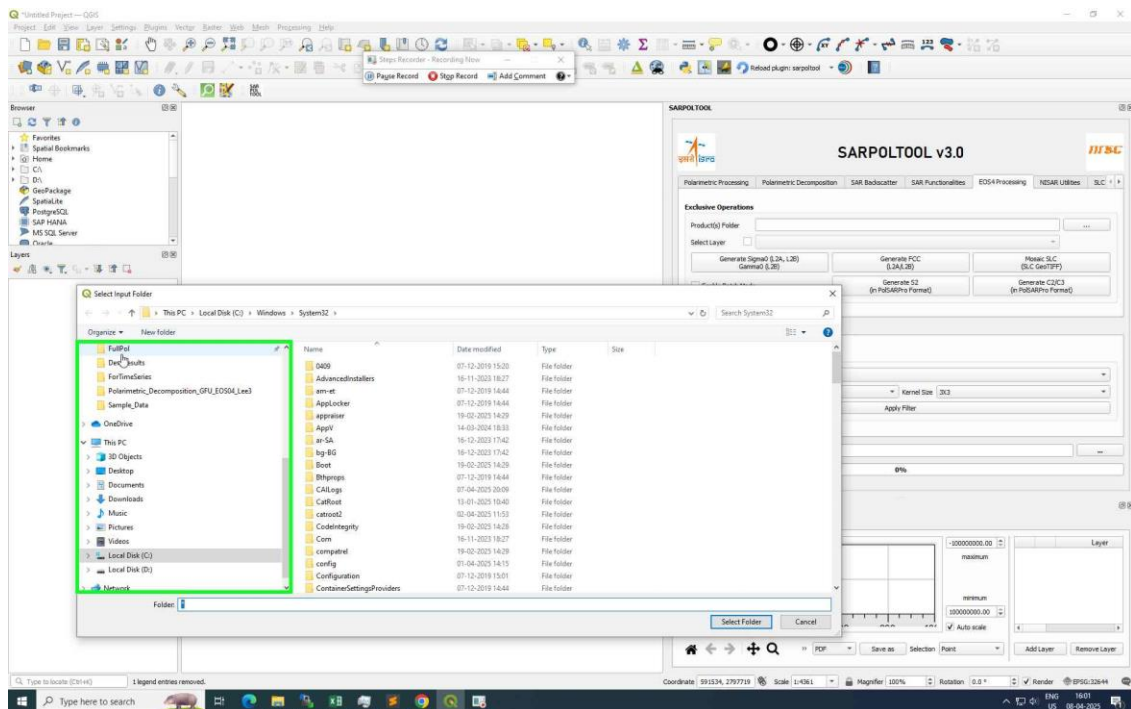 *Untitled Project — QGIS
Project Edit View Layer Settings Plugins Vector Raster Web Mesh Processing Help
Steps Recorder - Recording Now
Pause Record Stop Record Add Comment
Reload plugin: sarpoltool
Browser
Favorites
Spatial Bookmarks
Home
C:\
D:\
GeoPackage
SpatiaLite
PostgreSQL
SAP HANA
MS SQL Server
Oracle
Layers
SARPOLTOOL
इसरो isro
SARPOLTOOL v3.0
nrsc
Polarimetric Processing Polarimetric Decomposition SAR Backscatter SAR Functionalities EOS4 Processing NISAR Utilities SLC
Exclusive Operations
Product(s) Folder ...
Select Layer
Generate Sigma0 (L2A, L2B)
Gamma0 (L2B)
Generate FCC
(L2A/L2B)
Mosaic SLC
(SLC GeoTIFF)
Generate S2
(in PolSARPro Format)
Generate C2/C3
(in PolSARPro Format)
Kernel Size 3X3
Apply Filter
...
0%
Select Input Folder
This PC › Local Disk (C:) › Windows › System32 ›
Search System32
Organize New folder
FullPol
ForTimeSeries
Polarimetric_Decomposition_GFU_EOS04_Lee3
Sample_Data
OneDrive
This PC
3D Objects
Desktop
Documents
Downloads
Music
Pictures
Videos
Local Disk (C:)
Local Disk (D:)
Network
Name Date modified Type Size
0409 07-12-2019 15:20 File folder
AdvancedInstallers 16-11-2023 18:27 File folder
am-et 07-12-2019 14:44 File folder
AppLocker 07-12-2019 14:44 File folder
appraiser 19-02-2025 14:29 File folder
AppV 14-03-2024 18:33 File folder
ar-SA 16-12-2023 17:42 File folder
bg-BG 16-12-2023 17:42 File folder
Boot 19-02-2025 14:29 File folder
Bthprops 07-12-2019 14:44 File folder
CAILogs 07-04-2025 20:09 File folder
CatRoot 13-01-2025 10:40 File folder
catroot2 02-04-2025 11:53 File folder
CodeIntegrity 19-02-2025 14:28 File folder
Com 16-11-2023 18:27 File folder
compatrel 19-02-2025 14:29 File folder
config 01-04-2025 14:15 File folder
Configuration 07-12-2019 15:01 File folder
ContainerSettingsProviders 07-12-2019 14:44 File folder
Folder:
Select Folder Cancel
-100000000.00
maximum
minimum
100000000.00
Auto scale
Layer
PDF Save as Selection Point Add Layer Remove Layer
Type to locate (Ctrl+K) 1 legend entries removed.
Coordinate 591534, 2797719 Scale 1:4361 Magnifier 100% Rotation 0.0 ° Render EPSG:32644
Type here to search
ENG 16:01
US 08-04-2025